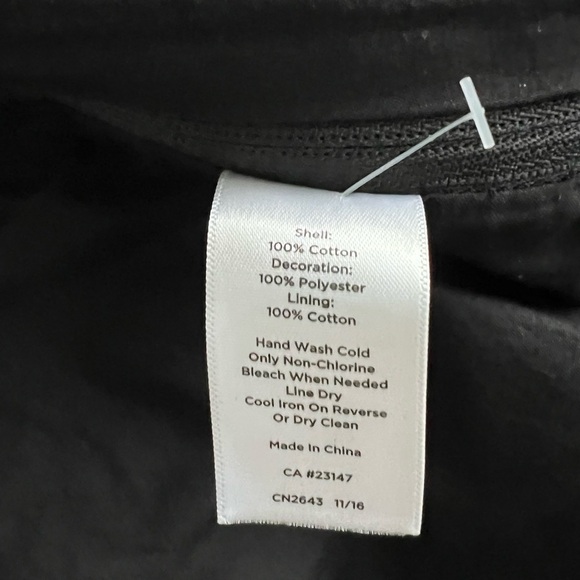 Shell:
100% Cotton
Decoration:
100% Polyester
Lining:
100% Cotton
Hand Wash Cold
Only Non-Chlorine
Bleach When Needed
Line Dry
Cool Iron On Reverse
Or Dry Clean
Made In China
CA #23147
CN2643 11/16